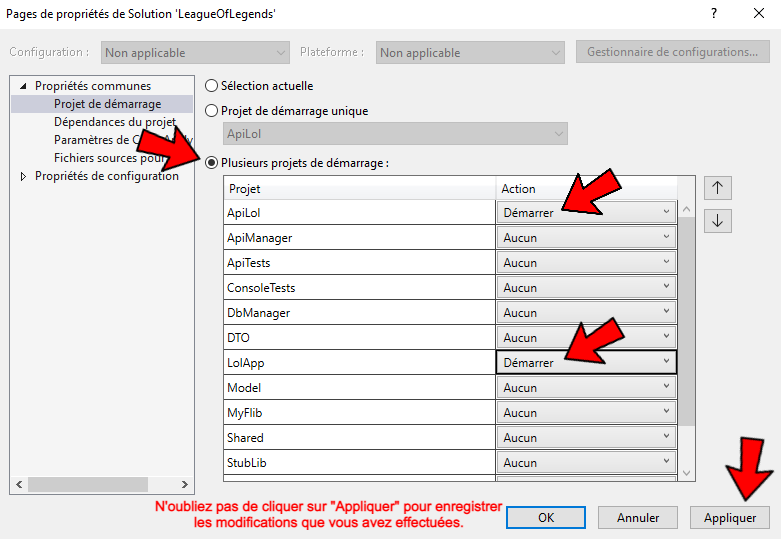 Pages de propriétés de Solution 'LeagueOfLegends'
Configuration : Non applicable Plateforme : Non applicable Gestionnaire de configurations...
Propriétés communes
Projet de démarrage
Dépendances du projet
Paramètres de
Fichiers sources pour
Propriétés de configuration
Sélection actuelle
Projet de démarrage unique
ApiLol
Plusieurs projets de démarrage :
Projet Action
ApiLol Démarrer
ApiManager Aucun
ApiTests Aucun
ConsoleTests Aucun
DbManager Aucun
DTO Aucun
LolApp Démarrer
Model Aucun
MyFlib Aucun
Shared Aucun
StubLib Aucun
N'oubliez pas de cliquer sur "Appliquer" pour enregistrer
les modifications que vous avez effectuées.
OK Annuler Appliquer